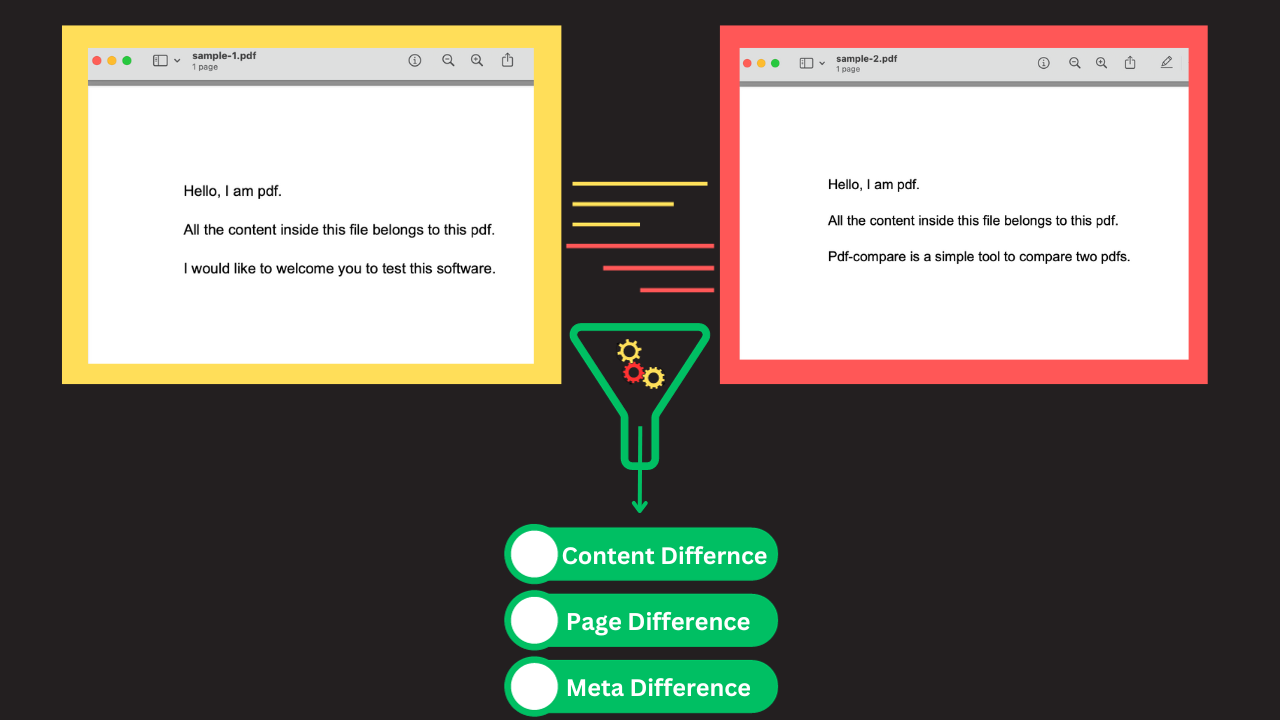 sample-1.pdf
1 page
Hello, I am pdf.
All the content inside this file belongs to this pdf.
I would like to welcome you to test this software.
sample-2.pdf
1 page
Hello, I am pdf.
All the content inside this file belongs to this pdf.
Pdf-compare is a simple tool to compare two pdfs.
Content Differnce
Page Difference
Meta Difference